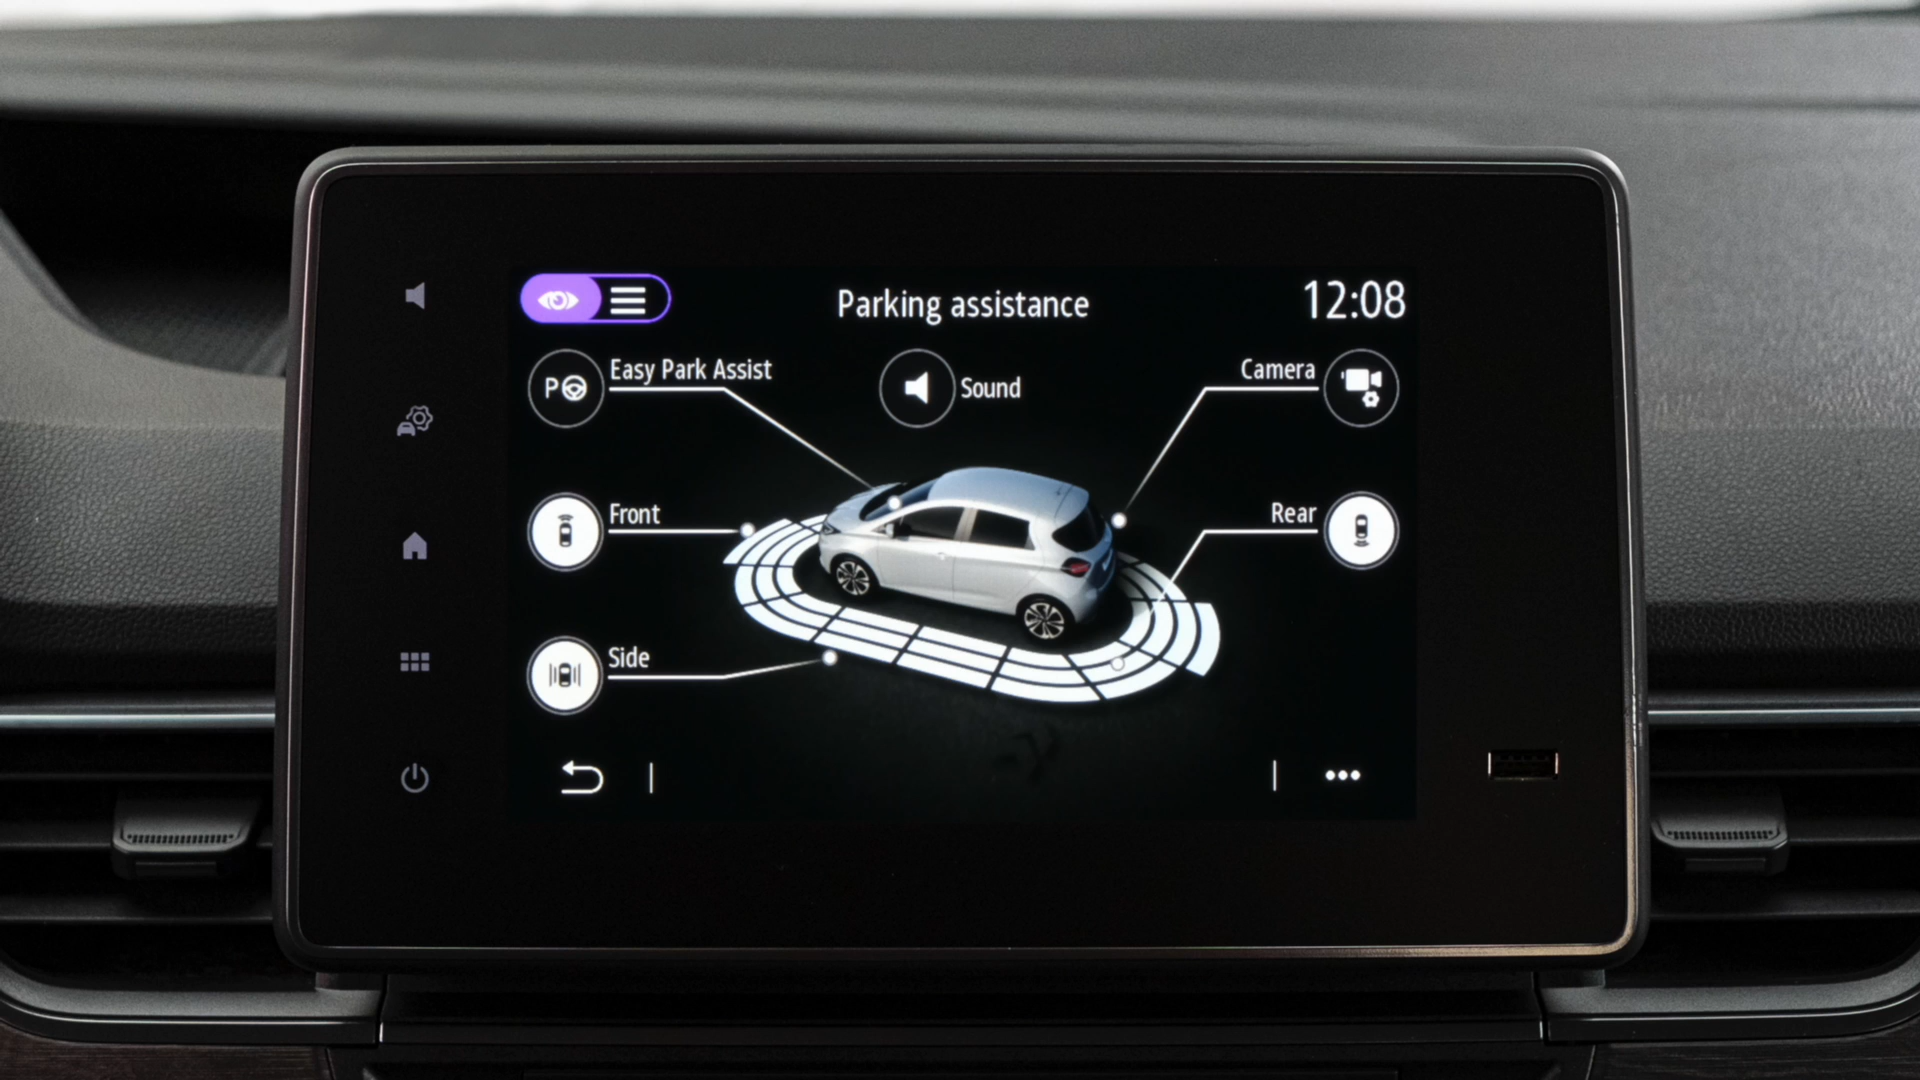 Parking assistance
12:08
Easy Park Assist
P
Sound
Camera
Front
Rear
Side